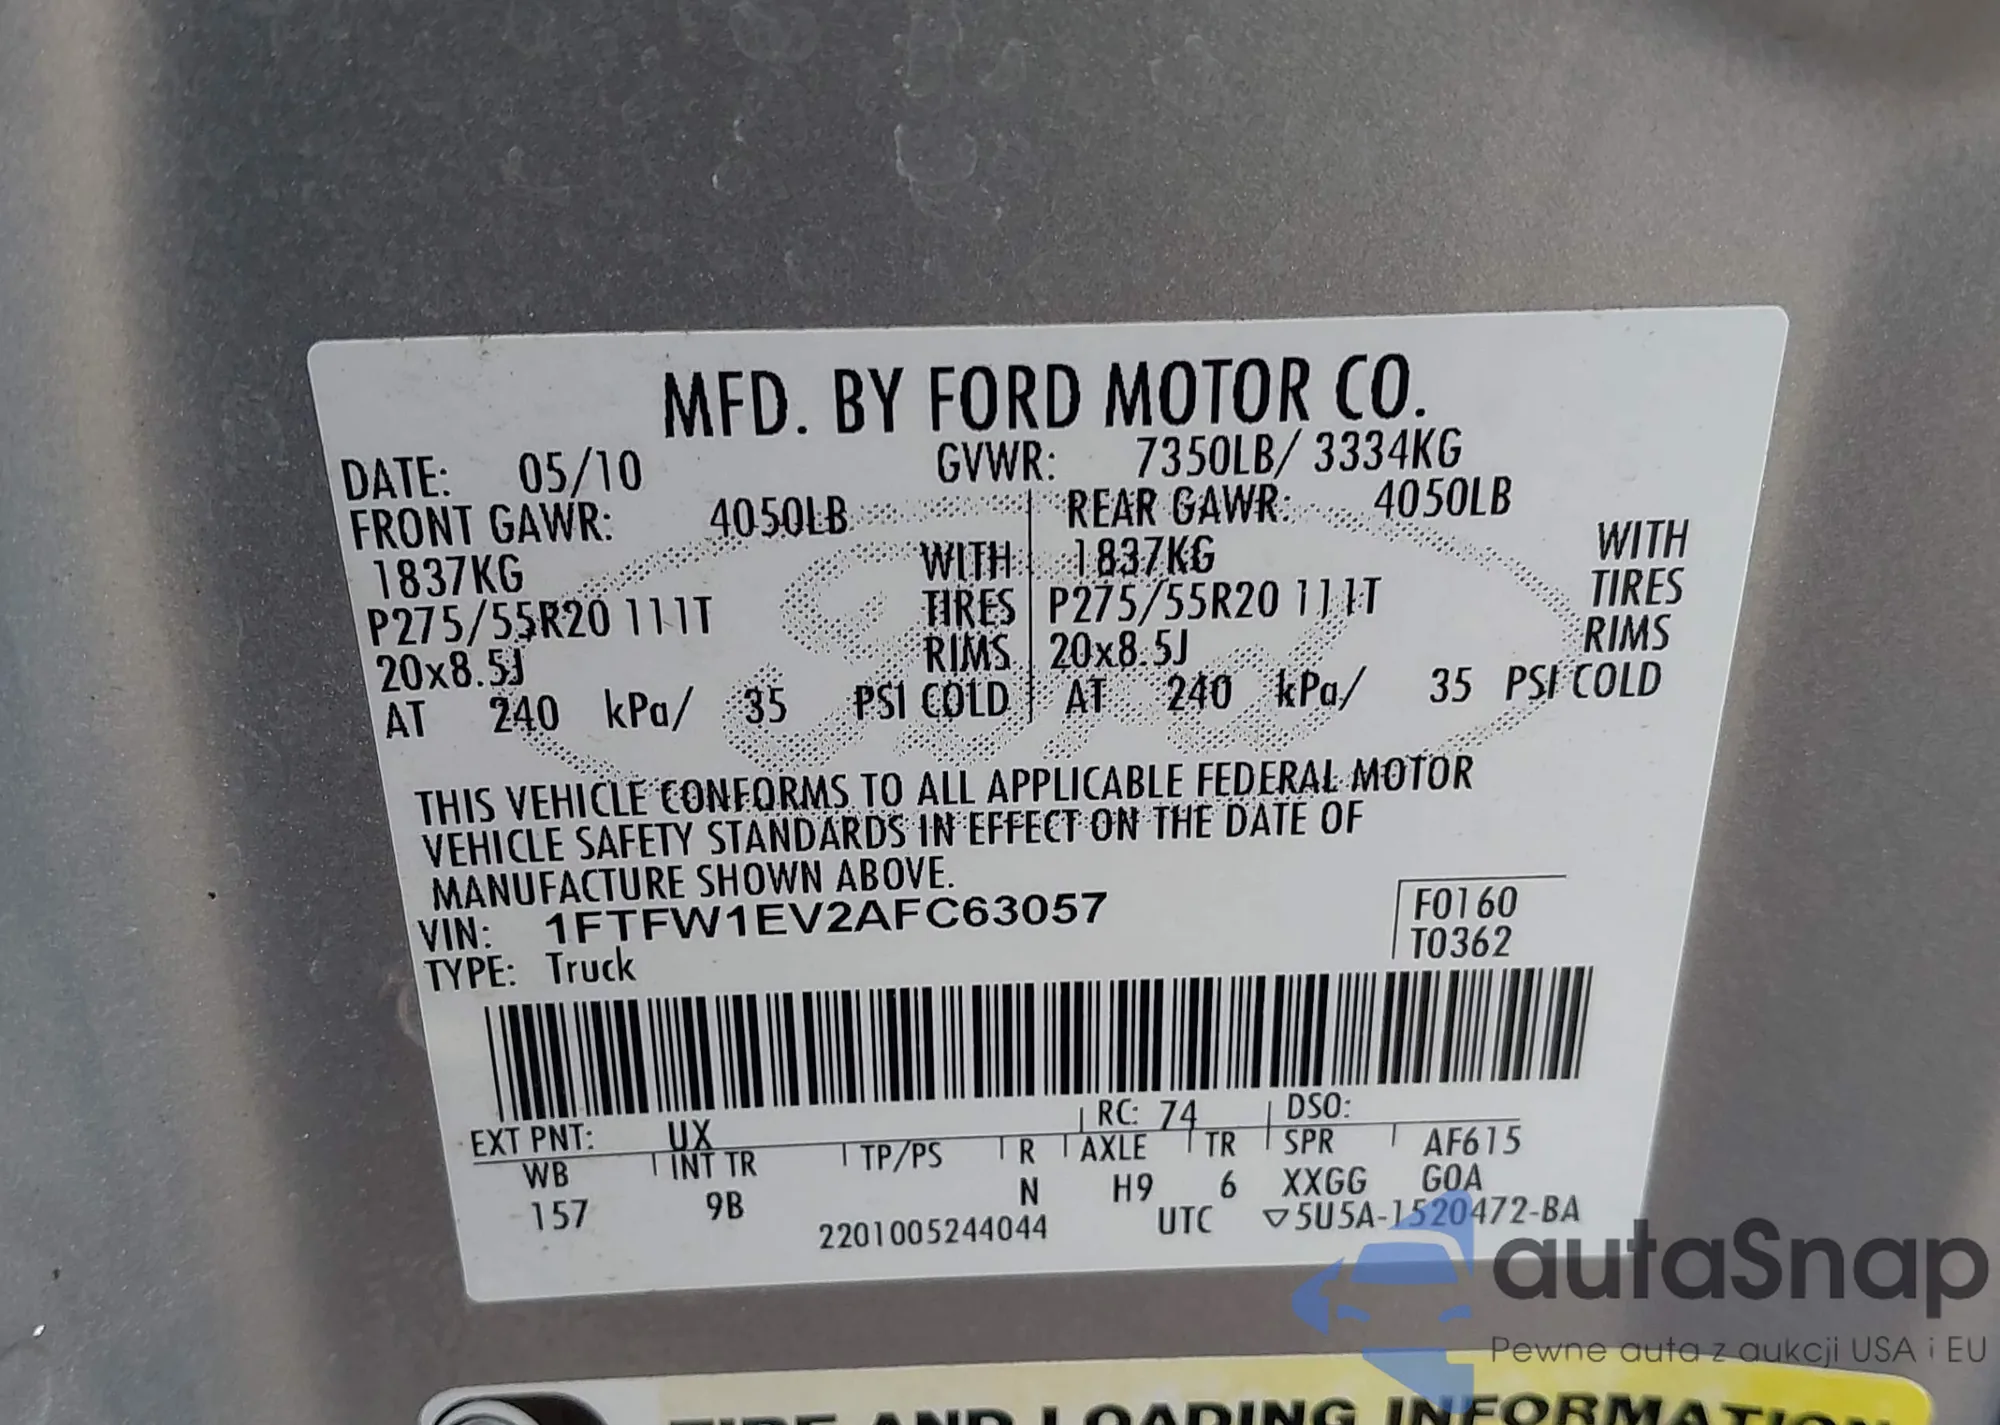 MFD. BY FORD MOTOR CO.
DATE: 05/10 GVWR: 7350LB/ 3334KG
FRONT GAWR: 4050LB REAR GAWR: 4050LB
1837KG WITH 1837KG WITH
P275/55R20 111T TIRES P275/55R20 111T TIRES
20x8.5J RIMS 20x8.5J RIMS
AT 240 kPa/ 35 PSI COLD AT 240 kPa/ 35 PSI COLD
THIS VEHICLE CONFORMS TO ALL APPLICABLE FEDERAL MOTOR
VEHICLE SAFETY STANDARDS IN EFFECT ON THE DATE OF
MANUFACTURE SHOWN ABOVE.
VIN: 1FTFW1EV2AFC63057 F0160
TYPE: Truck T0362
EXT PNT: UX RC: 74 DSO:
WB INT TR TP/PS R AXLE TR SPR AF615
157 9B N H9 6 XXGG G0A
2201005244044 UTC ▽5U5A-1520472-BA
autaSnap
Pewne auta z aukcji USA i EU
TIRE AND LOADING INFORMATION